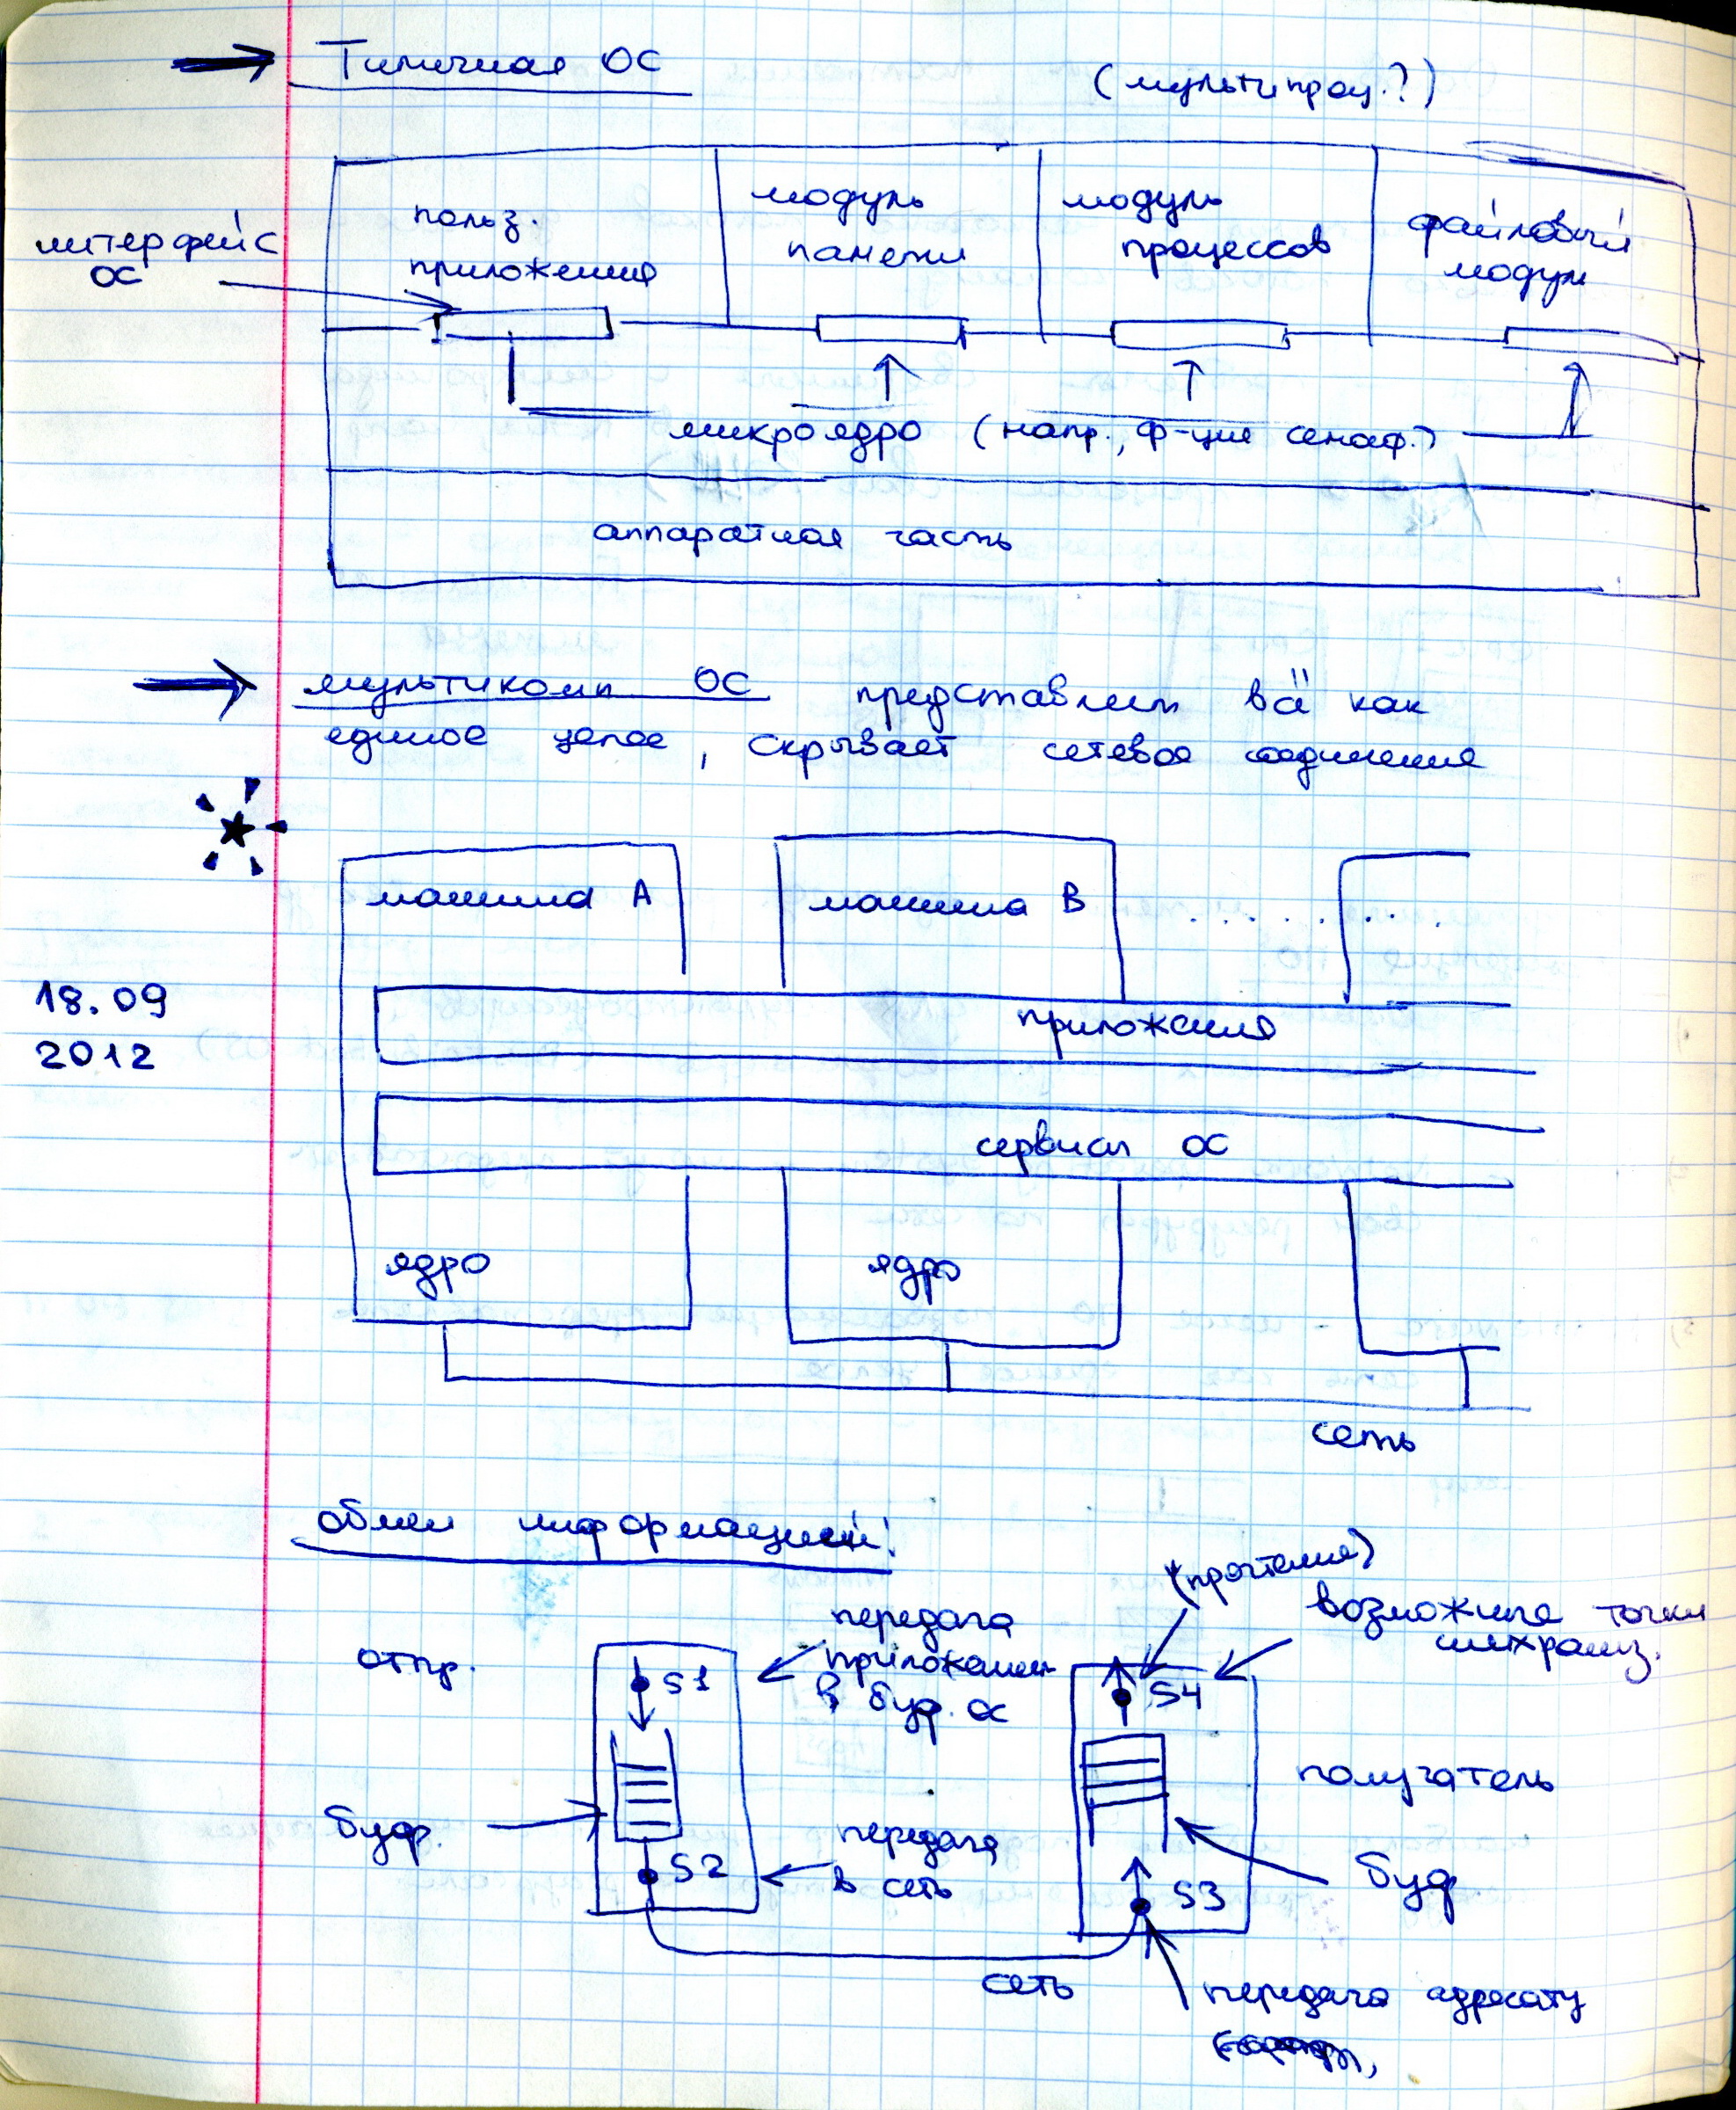 Типичная ОС
(мультипроц.?)
интерфейс
ОС
польз.
приложения
модуль
памяти
модуль
процессов
файловый
модуль
микроядро (напр., ф-ции семаф.)
аппаратная часть
мультикомп ОС представляет всё как
единое целое, скрывает сетевое соединение
машина А
машина В
. . . . . . .
18.09
2012
приложения
сервисы ОС
ядро
ядро
сеть
обмен информацией:
(прочтения)
возможные точки
синхрониз.
отпр.
S1
передача
приложением
в буф. ОС
S4
получатель
буф.
S2
передача
в сеть
S3
буф
сеть
передача адресату